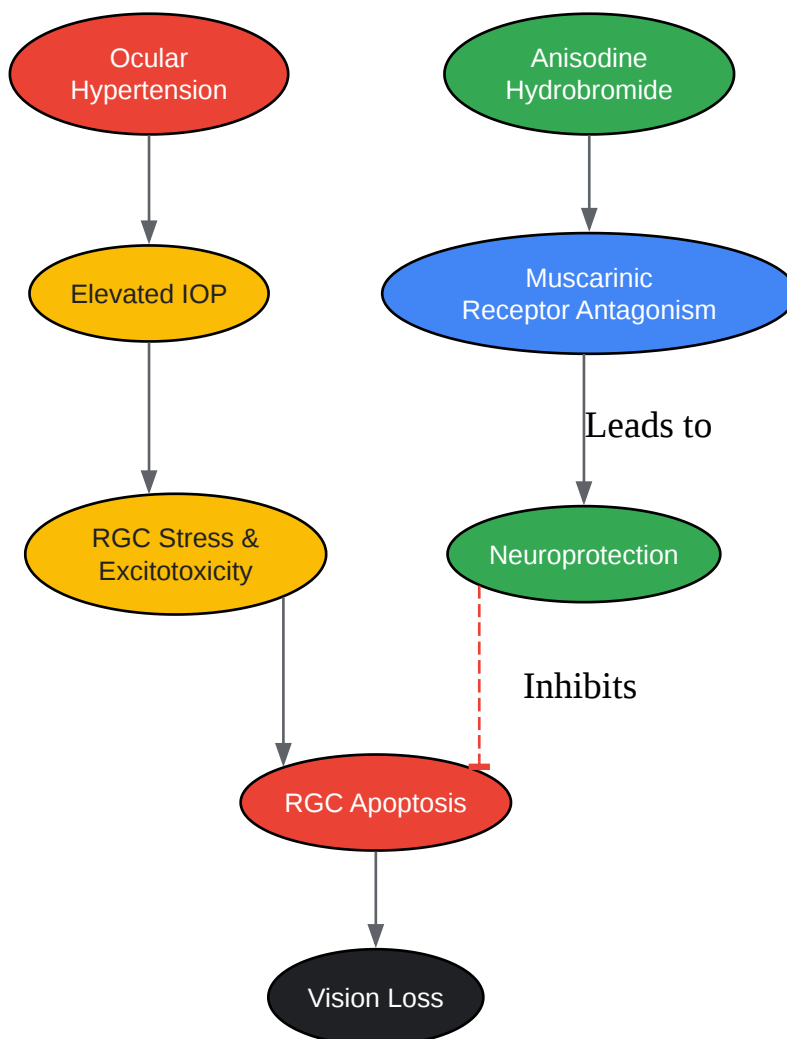 Ocular
Hypertension
Anisodine
Hydrobromide
Elevated IOP
Muscarinic
Receptor Antagonism
Leads to
RGC Stress &
Excitotoxicity
Neuroprotection
Inhibits
RGC Apoptosis
Vision Loss